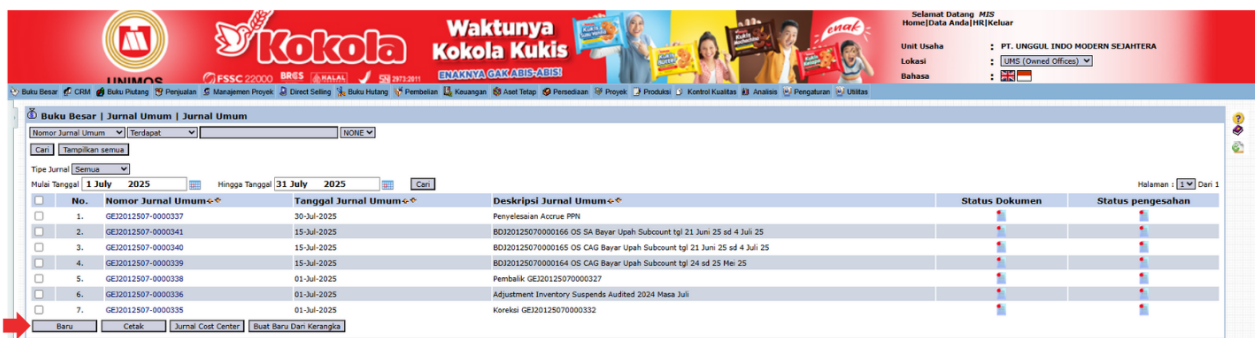 Selamat Datang MIS
Home|Data Anda|HR|Keluar
Unit Usaha : PT. UNGGUL INDO MODERN SEJAHTERA
Lokasi : UMS (Owned Offices)
Bahasa :
UNIMOS
Kokola
FSSC 22000 BRGS HALAL SNI 2973:2011
Waktunya
Kokola Kukis
ENAKNYA GAK ABIS-ABIS!
enak
Buku Besar CRM Buku Piutang Penjualan Manajemen Proyek Direct Selling Buku Hutang Pembelian Keuangan Aset Tetap Persediaan Proyek Produksi Kontrol Kualitas Analisis Pengaturan Utilitas
Buku Besar | Jurnal Umum | Jurnal Umum
Nomor Jurnal Umum Terdapat NONE
Cari Tampilkan semua
Tipe Jurnal Semua
Mulai Tanggal 1 July 2025 Hingga Tanggal 31 July 2025 Cari Halaman : 1 Dari 1
No. Nomor Jurnal Umum Tanggal Jurnal Umum Deskripsi Jurnal Umum Status Dokumen Status pengesahan
1. GEJ2012507-0000337 30-Jul-2025 Penyelesaian Accrue PPN
2. GEJ2012507-0000341 15-Jul-2025 BDJ20125070000166 OS SA Bayar Upah Subcount tgl 21 Juni 25 sd 4 Juli 25
3. GEJ2012507-0000340 15-Jul-2025 BDJ20125070000165 OS CAG Bayar Upah Subcount tgl 21 Juni 25 sd 4 Juli 25
4. GEJ2012507-0000339 15-Jul-2025 BDJ20125070000164 OS CAG Bayar Upah Subcount tgl 24 sd 25 Mei 25
5. GEJ2012507-0000338 01-Jul-2025 Pembalik GEJ20125070000327
6. GEJ2012507-0000336 01-Jul-2025 Adjustment Inventory Suspends Audited 2024 Masa Juli
7. GEJ2012507-0000335 01-Jul-2025 Koreksi GEJ20125070000332
Baru Cetak Jurnal Cost Center Buat Baru Dari Kerangka